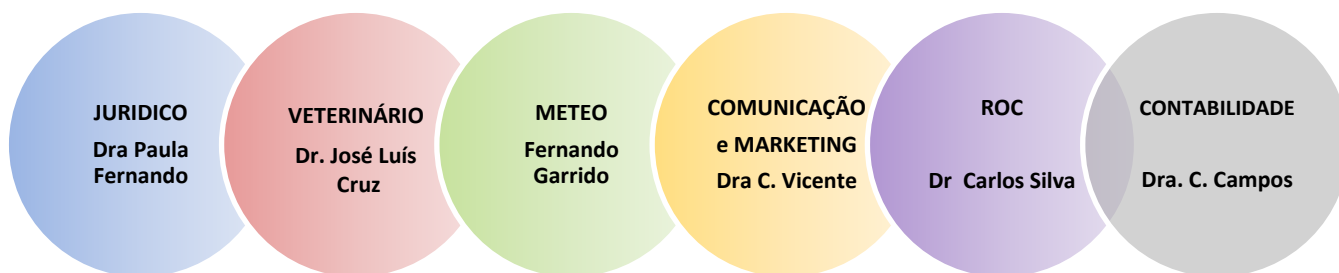 JURIDICO
Dra Paula
Fernando
VETERINÁRIO
Dr. José Luís
Cruz
METEO
Fernando
Garrido
COMUNICAÇÃO
e MARKETING
Dra C. Vicente
ROC
Dr Carlos Silva
CONTABILIDADE
Dra. C. Campos